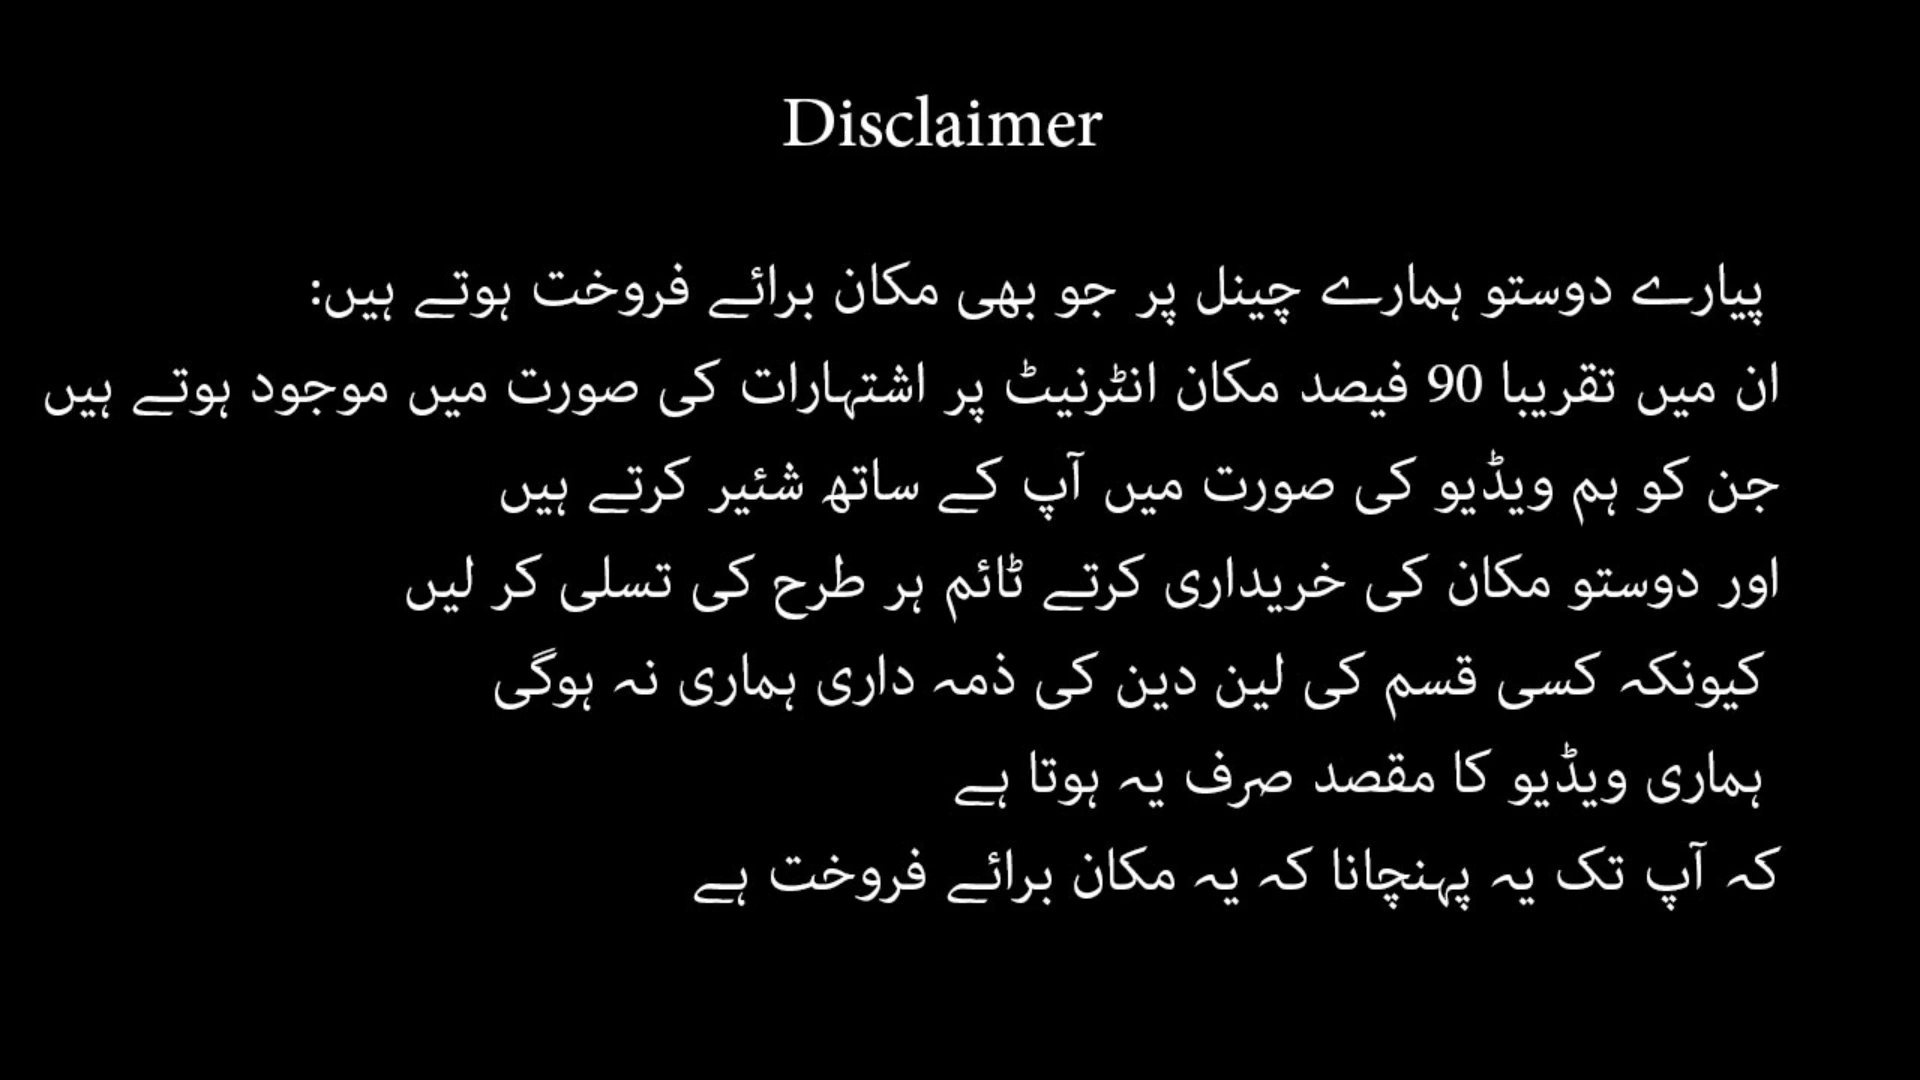 Disclaimer
پیارے دوستو ہمارے چینل پر جو بھی مکان برائے فروخت ہوتے ہیں:
ان میں تقریبا 90 فیصد مکان انٹرنیٹ پر اشتہارات کی صورت میں موجود ہوتے ہیں
جن کو ہم ویڈیو کی صورت میں آپ کے ساتھ شئیر کرتے ہیں
اور دوستو مکان کی خریداری کرتے ٹائم ہر طرح کی تسلی کر لیں
کیونکہ کسی قسم کی لین دین کی ذمہ داری ہماری نہ ہوگی
ہماری ویڈیو کا مقصد صرف یہ ہوتا ہے
کہ آپ تک یہ پہنچانا کہ یہ مکان برائے فروخت ہے